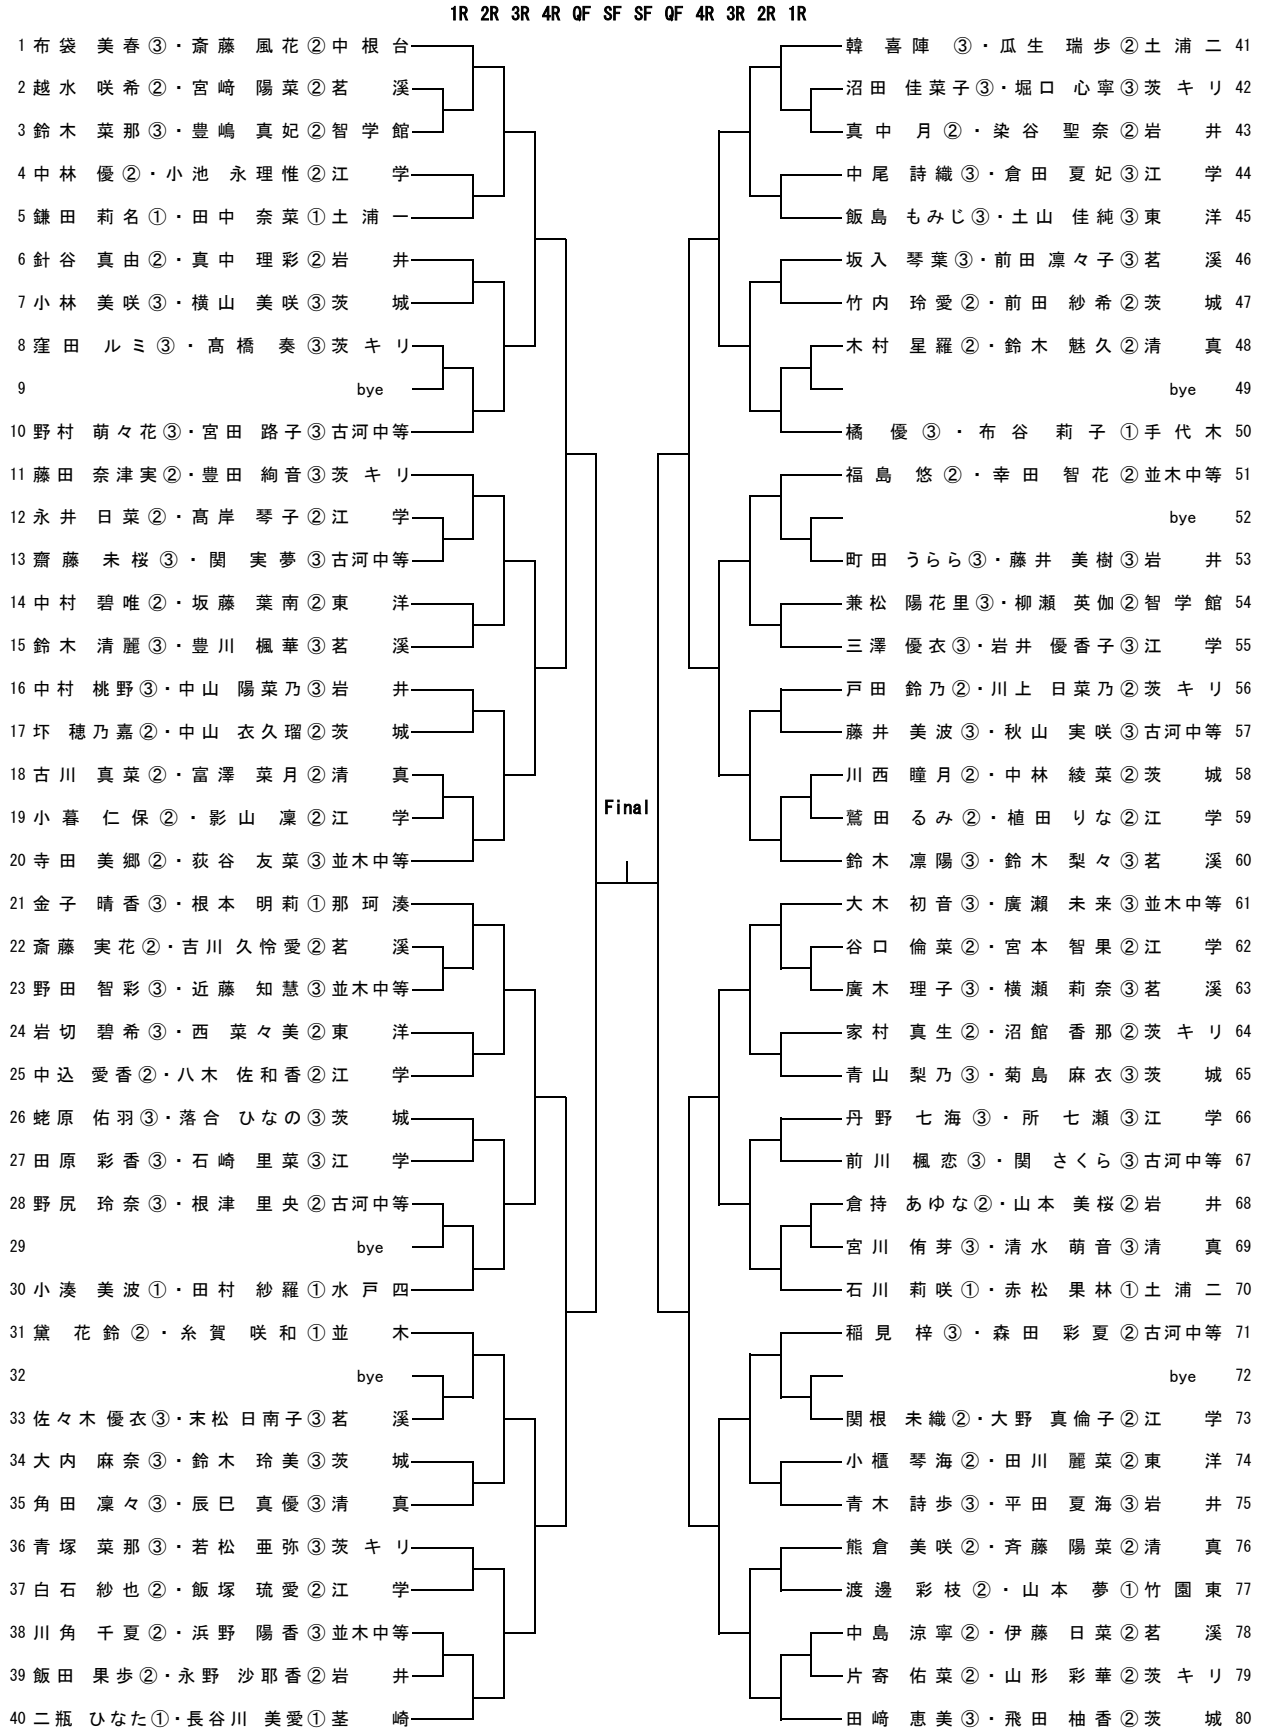 1R 2R 3R 4R QF SF SF QF 4R 3R 2R 1R
1 布袋 美春③・斎藤 風花② 中根台
2 越水 咲希②・宮﨑 陽菜② 茗溪
3 鈴木 菜那③・豊嶋 真妃② 智学館
4 中林 優②・小池 永理惟② 江学
5 鎌田 莉名①・田中 奈菜① 土浦一
6 針谷 真由②・真中 理彩② 岩井
7 小林 美咲③・横山 美咲③ 茨城
8 窪田 ルミ③・髙橋 奏③ 茨キリ
9 bye
10 野村 萌々花③・宮田 路子③ 古河中等
11 藤田 奈津実②・豊田 絢音③ 茨キリ
12 永井 日菜②・髙岸 琴子② 江学
13 齋藤 未桜③・関 実夢③ 古河中等
14 中村 碧唯②・坂藤 葉南② 東洋
15 鈴木 清麗③・豊川 楓華③ 茗溪
16 中村 桃野③・中山 陽菜乃③ 岩井
17 圷 穂乃嘉②・中山 衣久瑠② 茨城
18 古川 真菜②・富澤 菜月② 清真
19 小暮 仁保②・影山 凜② 江学
20 寺田 美郷②・荻谷 友菜③ 並木中等
21 金子 晴香③・根本 明莉① 那珂湊
22 斎藤 実花②・吉川 久怜愛② 茗溪
23 野田 智彩③・近藤 知慧③ 並木中等
24 岩切 碧希③・西 菜々美② 東洋
25 中込 愛香②・八木 佐和香② 江学
26 蛯原 佑羽③・落合 ひなの③ 茨城
27 田原 彩香③・石崎 里菜③ 江学
28 野尻 玲奈③・根津 里央② 古河中等
29 bye
30 小湊 美波①・田村 紗羅① 水戸四
31 黛 花鈴②・糸賀 咲和① 並木
32 bye
33 佐々木 優衣③・末松 日南子③ 茗溪
34 大内 麻奈③・鈴木 玲美③ 茨城
35 角田 凜々③・辰巳 真優③ 清真
36 青塚 菜那③・若松 亜弥③ 茨キリ
37 白石 紗也②・飯塚 琉愛② 江学
38 川角 千夏②・浜野 陽香③ 並木中等
39 飯田 果歩②・永野 沙耶香② 岩井
40 二瓶 ひなた①・長谷川 美愛① 茎崎
Final
韓 喜陣 ③・瓜生 瑞歩② 土浦二 41
沼田 佳菜子③・堀口 心寧③ 茨キリ 42
真中 月②・染谷 聖奈② 岩井 43
中尾 詩織③・倉田 夏妃③ 江学 44
飯島 もみじ③・土山 佳純③ 東洋 45
坂入 琴葉③・前田 凛々子③ 茗溪 46
竹内 玲愛②・前田 紗希② 茨城 47
木村 星羅②・鈴木 魅久② 清真 48
bye 49
橘 優③・布谷 莉子① 手代木 50
福島 悠②・幸田 智花② 並木中等 51
bye 52
町田 うらら③・藤井 美樹③ 岩井 53
兼松 陽花里③・柳瀬 英伽② 智学館 54
三澤 優衣③・岩井 優香子③ 江学 55
戸田 鈴乃②・川上 日菜乃② 茨キリ 56
藤井 美波③・秋山 実咲③ 古河中等 57
川西 瞳月②・中林 綾菜② 茨城 58
鷲田 るみ②・植田 りな② 江学 59
鈴木 凛陽③・鈴木 梨々③ 茗溪 60
大木 初音③・廣瀬 未来③ 並木中等 61
谷口 倫菜②・宮本 智果② 江学 62
廣木 理子③・横瀬 莉奈③ 茗溪 63
家村 真生②・沼館 香那② 茨キリ 64
青山 梨乃③・菊島 麻衣③ 茨城 65
丹野 七海③・所 七瀬③ 江学 66
前川 楓恋③・関 さくら③ 古河中等 67
倉持 あゆな②・山本 美桜② 岩井 68
宮川 侑芽③・清水 萌音③ 清真 69
石川 莉咲①・赤松 果林① 土浦二 70
稲見 梓③・森田 彩夏② 古河中等 71
bye 72
関根 未織②・大野 真倫子② 江学 73
小櫃 琴海②・田川 麗菜② 東洋 74
青木 詩歩③・平田 夏海③ 岩井 75
熊倉 美咲②・斉藤 陽菜② 清真 76
渡邊 彩枝②・山本 夢① 竹園東 77
中島 涼寧②・伊藤 日菜② 茗溪 78
片寄 佑菜②・山形 彩華② 茨キリ 79
田﨑 恵美③・飛田 柚香② 茨城 80